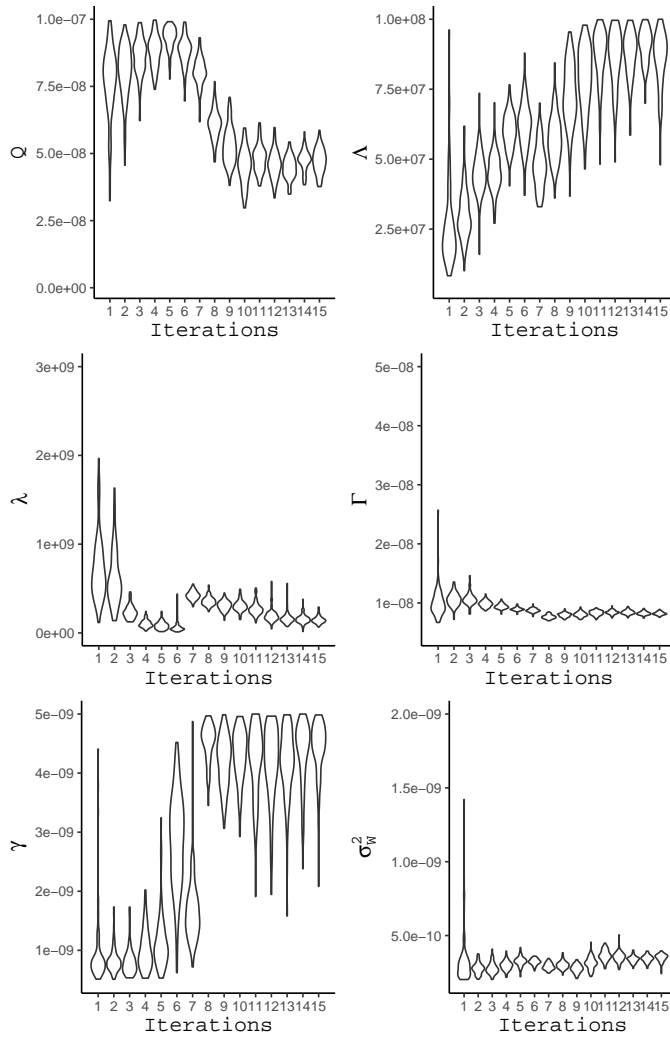 1.0e−07
7.5e−08
5.0e−08
2.5e−08
0.0e+00
Q
1 2 3 4 5 6 7 8 9 101112131415
Iterations
1.0e+08
7.5e+07
5.0e+07
2.5e+07
Λ
1 2 3 4 5 6 7 8 9 101112131415
Iterations
3e+09
2e+09
1e+09
0e+00
λ
1 2 3 4 5 6 7 8 9 101112131415
Iterations
5e−08
4e−08
3e−08
2e−08
1e−08
Γ
1 2 3 4 5 6 7 8 9 101112131415
Iterations
5e−09
4e−09
3e−09
2e−09
1e−09
γ
1 2 3 4 5 6 7 8 9 101112131415
Iterations
2.0e−09
1.5e−09
1.0e−09
5.0e−10
σ²_W
1 2 3 4 5 6 7 8 9 101112131415
Iterations